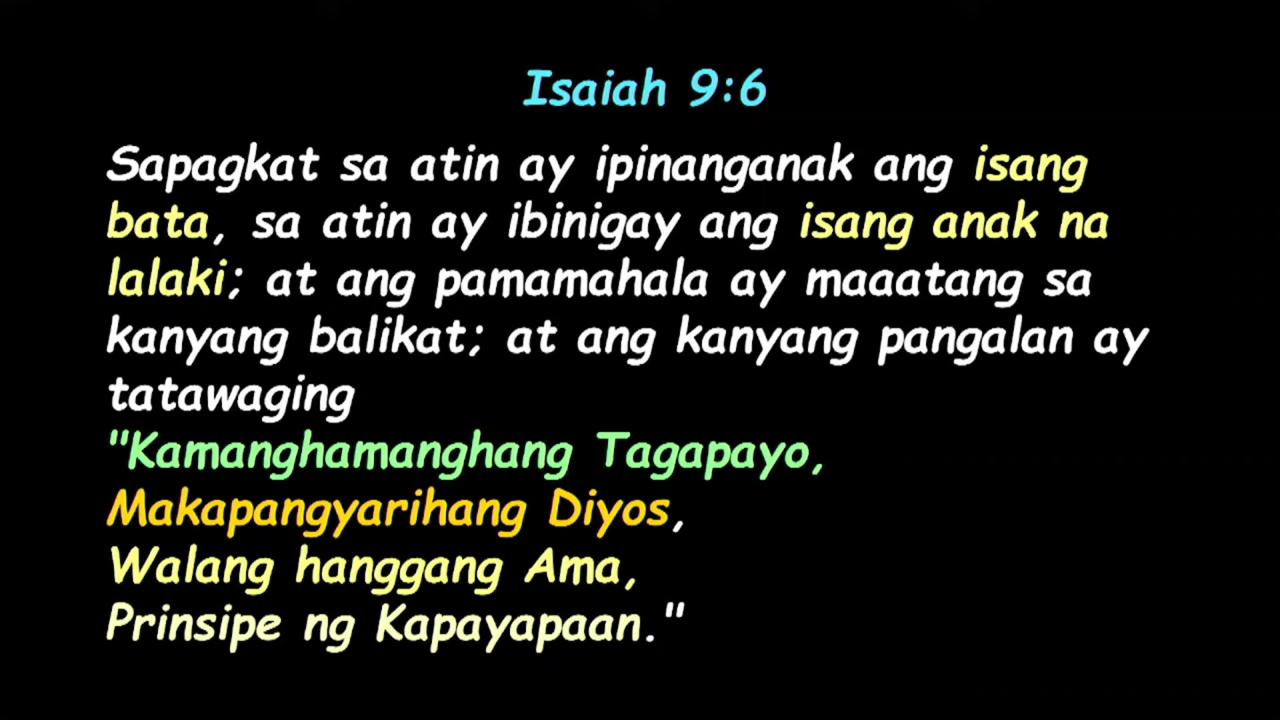 Isaiah 9:6
Sapagkat sa atin ay ipinanganak ang isang
bata, sa atin ay ibinigay ang isang anak na
lalaki; at ang pamamahala ay maaatang sa
kanyang balikat; at ang kanyang pangalan ay
tatawaging
"Kamanghamanghang Tagapayo,
Makapangyarihang Diyos,
Walang hanggang Ama,
Prinsipe ng Kapayapaan."